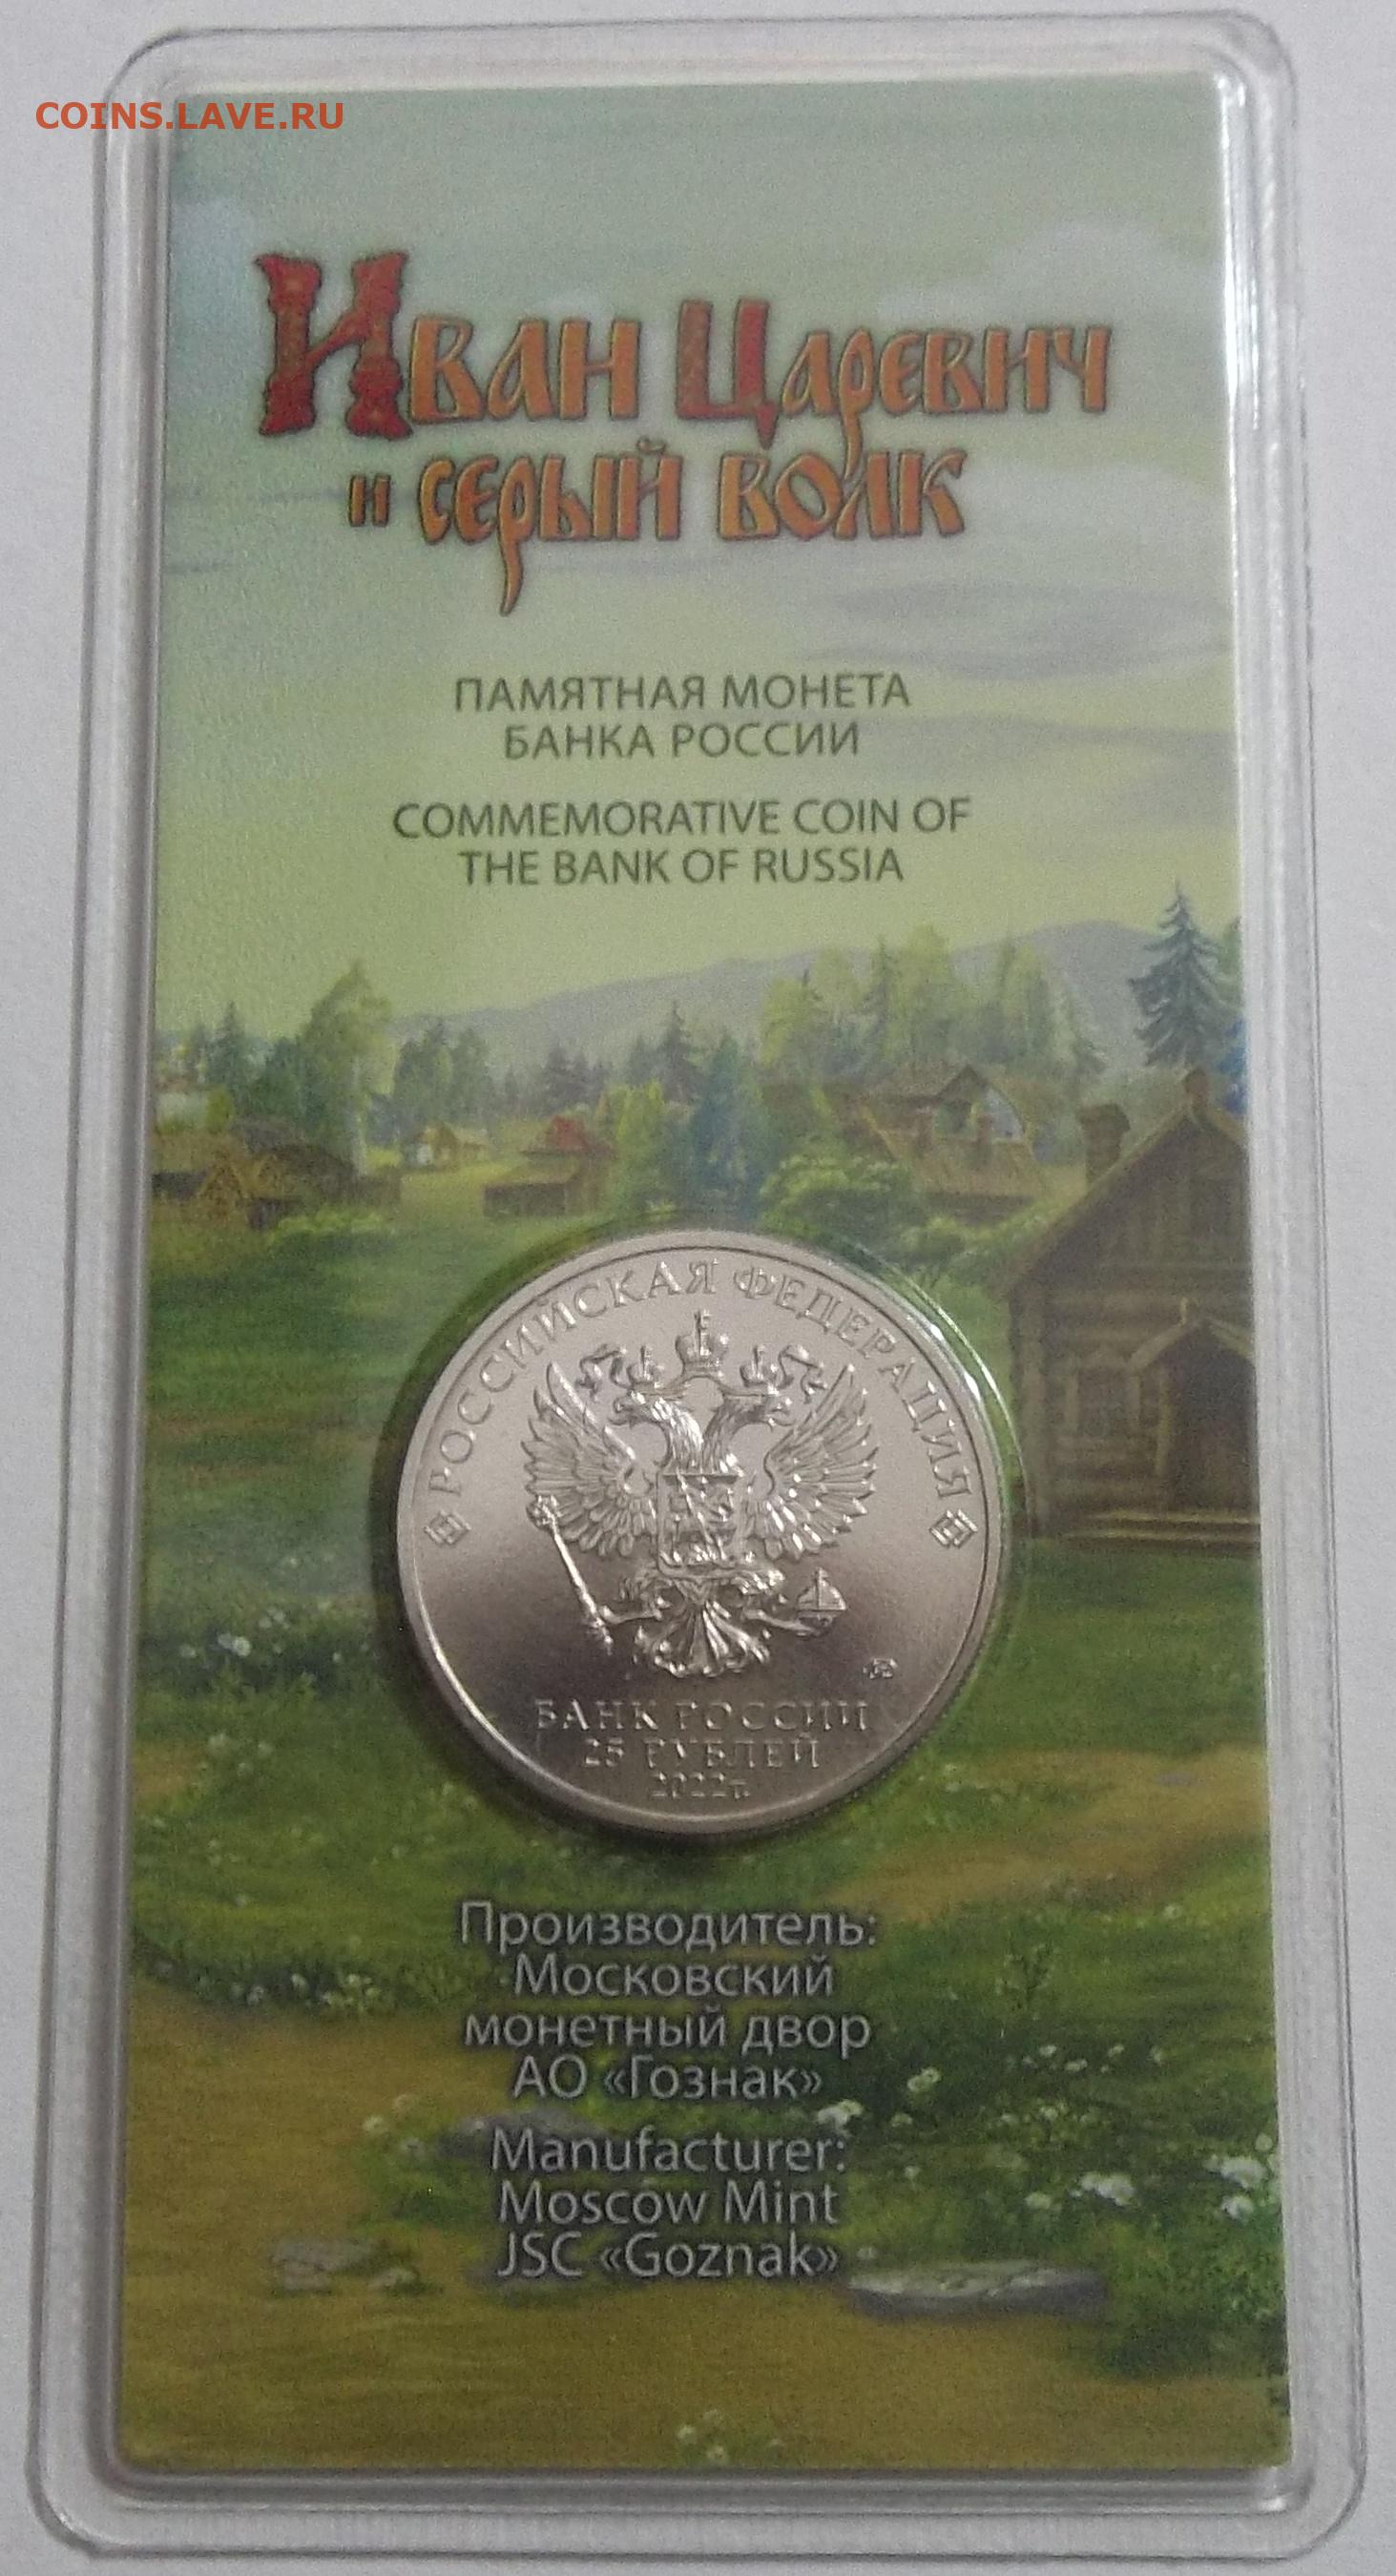 COINS.LAVE.RU
Иван Царевич
и серый волк
ПАМЯТНАЯ МОНЕТА
БАНКА РОССИИ
COMMEMORATIVE COIN OF
THE BANK OF RUSSIA
РОССИЙСКАЯ ФЕДЕРАЦИЯ
БАНК РОССИИ
25 РУБЛЕЙ
2022г.
Производитель:
Московский
монетный двор
АО «Гознак»
Manufacturer:
Moscow Mint
JSC «Goznak»